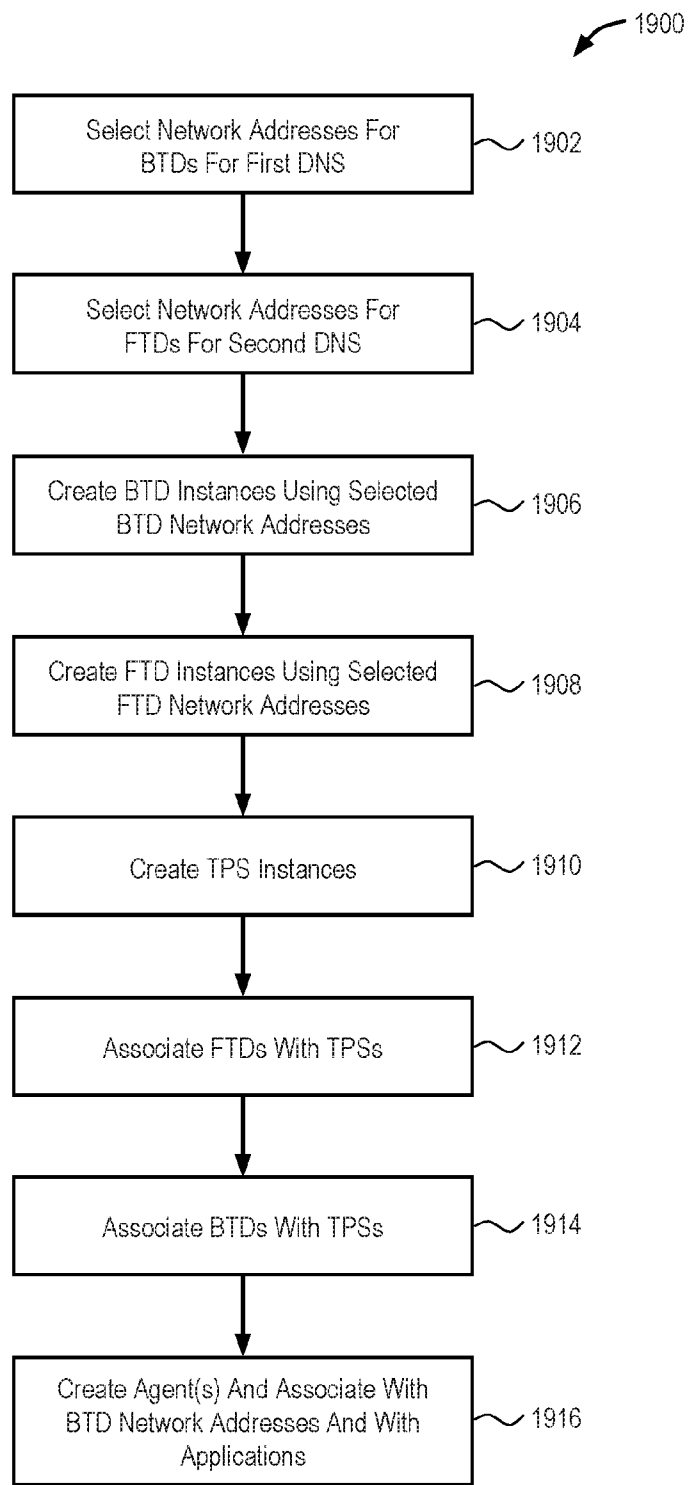 1900
Select Network Addresses For
BTDs For First DNS
1902
Select Network Addresses For
FTDs For Second DNS
1904
Create BTD Instances Using Selected
BTD Network Addresses
1906
Create FTD Instances Using Selected
FTD Network Addresses
1908
Create TPS Instances
1910
Associate FTDs With TPSs
1912
Associate BTDs With TPSs
1914
Create Agent(s) And Associate With
BTD Network Addresses And With
Applications
1916